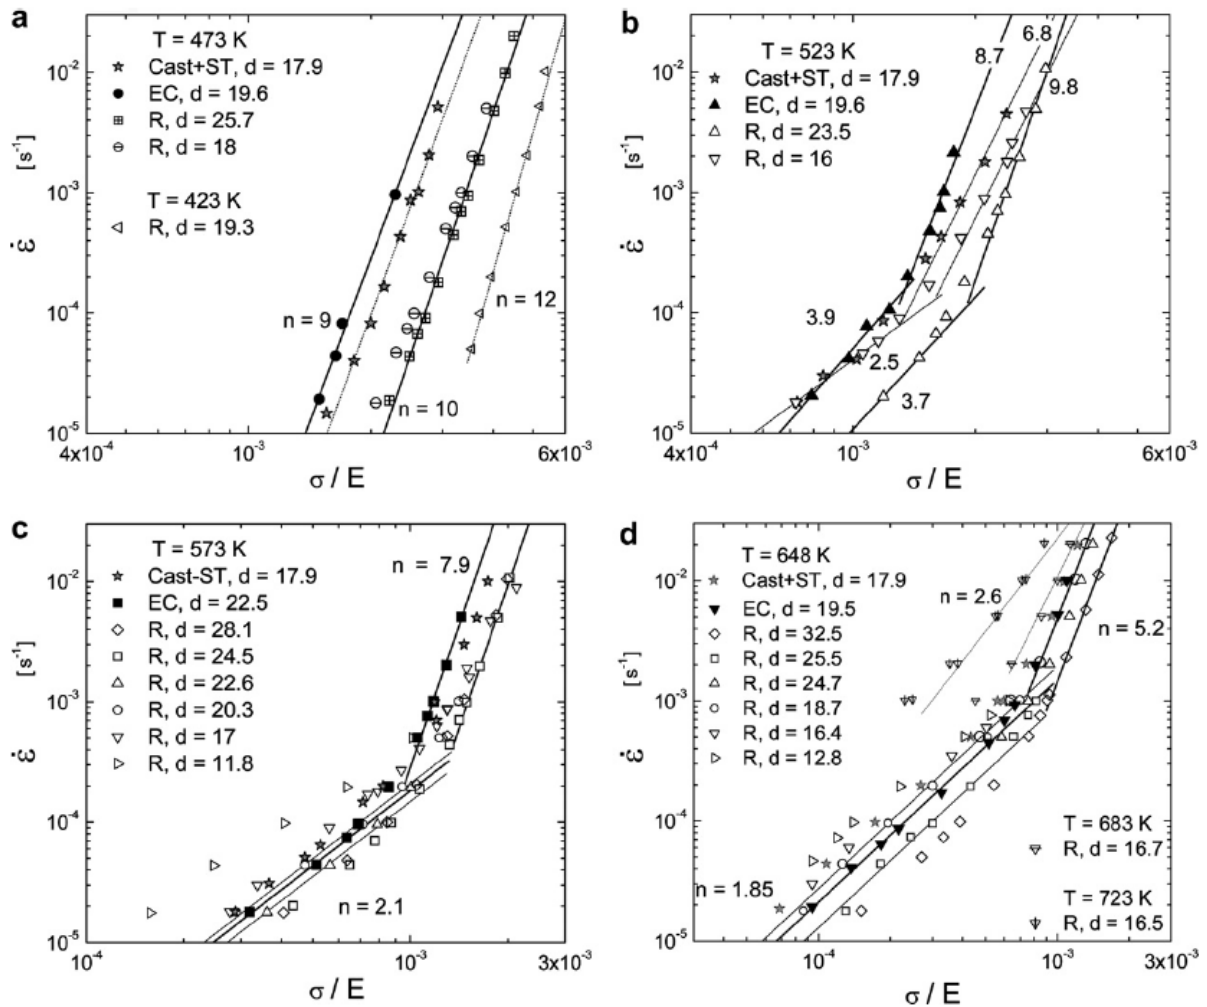 a
T = 473 K
Cast+ST, d = 17.9
EC, d = 19.6
R, d = 25.7
R, d = 18
T = 423 K
R, d = 19.3
n = 9
n = 10
n = 12
10⁻²
10⁻³
10⁻⁴
10⁻⁵
ε̇ [s⁻¹]
4x10⁻⁴
10⁻³
6x10⁻³
σ / E
b
T = 523 K
Cast+ST, d = 17.9
EC, d = 19.6
R, d = 23.5
R, d = 16
8.7
6.8
9.8
3.9
2.5
3.7
10⁻²
10⁻³
10⁻⁴
10⁻⁵
ε̇ [s⁻¹]
4x10⁻⁴
10⁻³
6x10⁻³
σ / E
c
T = 573 K
Cast-ST, d = 17.9
EC, d = 22.5
R, d = 28.1
R, d = 24.5
R, d = 22.6
R, d = 20.3
R, d = 17
R, d = 11.8
n = 7.9
n = 2.1
10⁻²
10⁻³
10⁻⁴
10⁻⁵
ε̇ [s⁻¹]
10⁻⁴
10⁻³
3x10⁻³
σ / E
d
T = 648 K
Cast+ST, d = 17.9
EC, d = 19.5
R, d = 32.5
R, d = 25.5
R, d = 24.7
R, d = 18.7
R, d = 16.4
R, d = 12.8
n = 2.6
n = 5.2
n = 1.85
T = 683 K
R, d = 16.7
T = 723 K
R, d = 16.5
10⁻²
10⁻³
10⁻⁴
10⁻⁵
ε̇ [s⁻¹]
10⁻⁴
10⁻³
3x10⁻³
σ / E